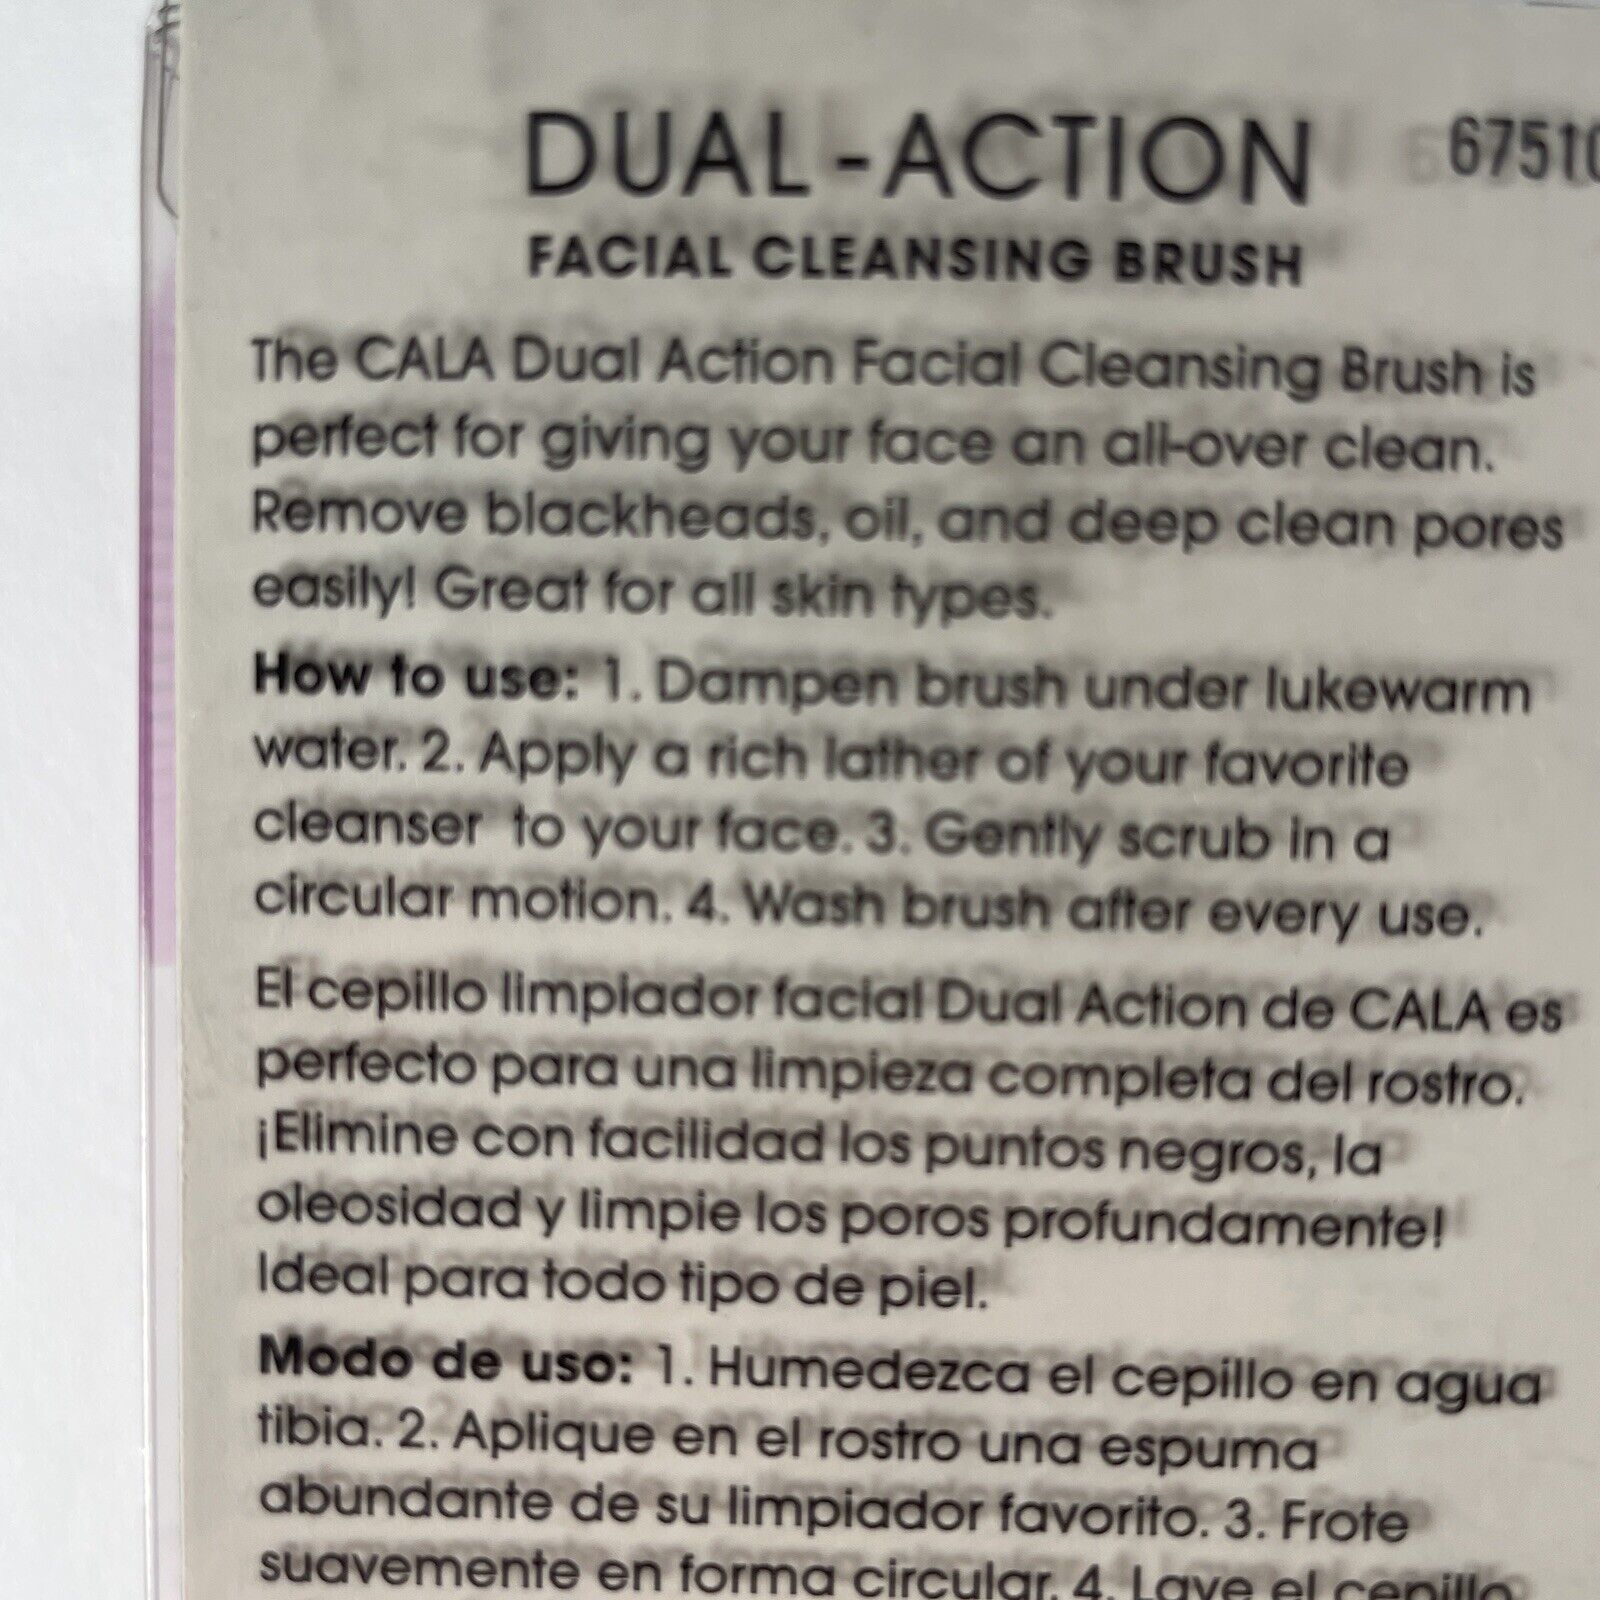 DUAL-ACTION 67510
FACIAL CLEANSING BRUSH
The CALA Dual Action Facial Cleansing Brush is
perfect for giving your face an all-over clean.
Remove blackheads, oil, and deep clean pores
easily! Great for all skin types.
How to use: 1. Dampen brush under lukewarm
water. 2. Apply a rich lather of your favorite
cleanser to your face. 3. Gently scrub in a
circular motion. 4. Wash brush after every use.
El cepillo limpiador facial Dual Action de CALA es
perfecto para una limpieza completa del rostro.
¡Elimine con facilidad los puntos negros, la
oleosidad y limpie los poros profundamente!
Ideal para todo tipo de piel.
Modo de uso: 1. Humedezca el cepillo en agua
tibia. 2. Aplique en el rostro una espuma
abundante de su limpiador favorito. 3. Frote
suavemente en forma circular. 4. Lave el cepillo